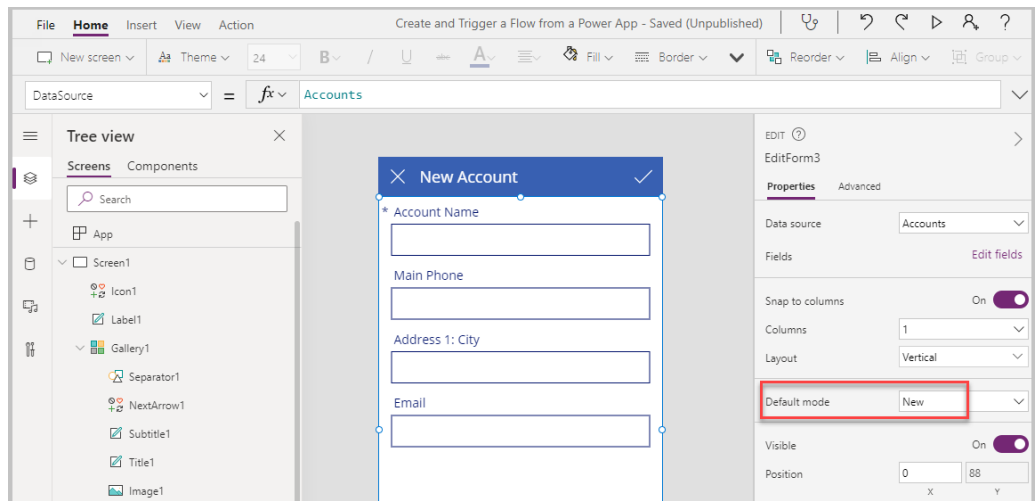 File Home Insert View Action Create and Trigger a Flow from a Power App - Saved (Unpublished) ?
New screen Aa Theme 24 B / U abc A Fill Border Reorder Align Group
DataSource = fx Accounts
Tree view
Screens Components
Search
App
Screen1
Icon1
Label1
Gallery1
Separator1
NextArrow1
Subtitle1
Title1
Image1
New Account
* Account Name
Main Phone
Address 1: City
Email
EDIT ?
EditForm3
Properties Advanced
Data source Accounts
Fields Edit fields
Snap to columns On
Columns 1
Layout Vertical
Default mode New
Visible On
Position 0 88
X Y